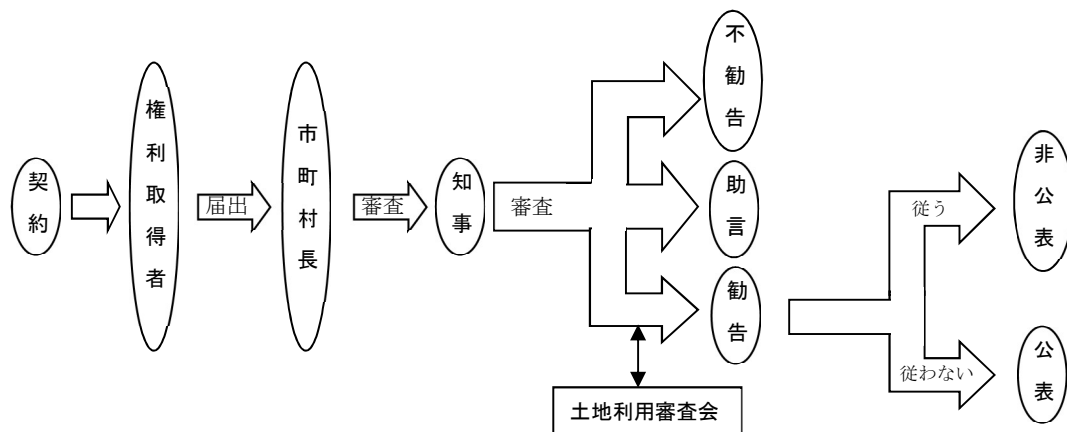 契約
権利取得者
届出
市町村長
審査
知事
審査
不勧告
助言
勧告
土地利用審査会
従う
従わない
非公表
公表